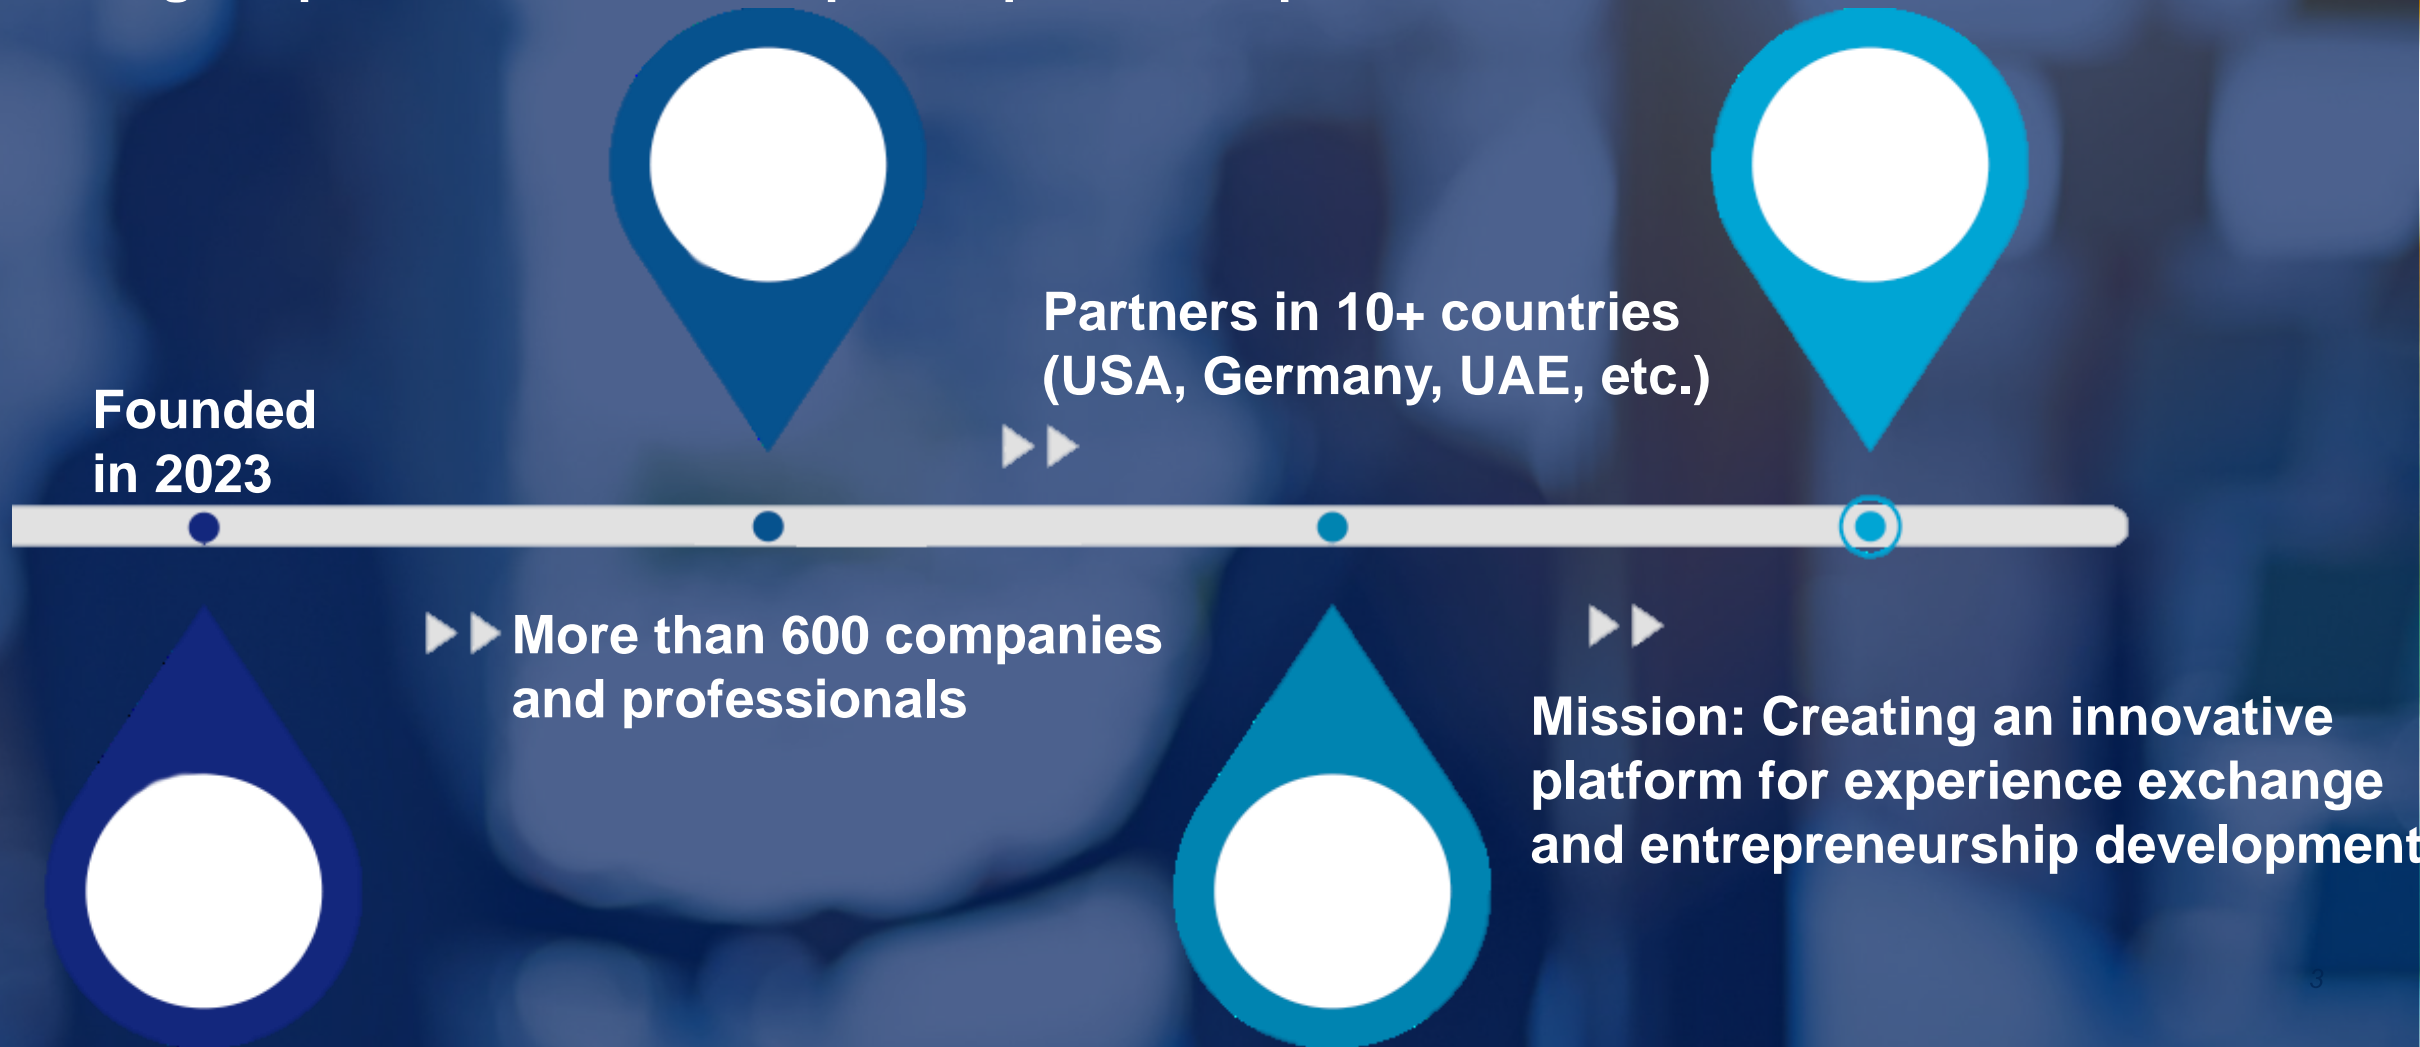 Founded
in 2023
More than 600 companies
and professionals
Partners in 10+ countries
(USA, Germany, UAE, etc.)
Mission: Creating an innovative
platform for experience exchange
and entrepreneurship development
3